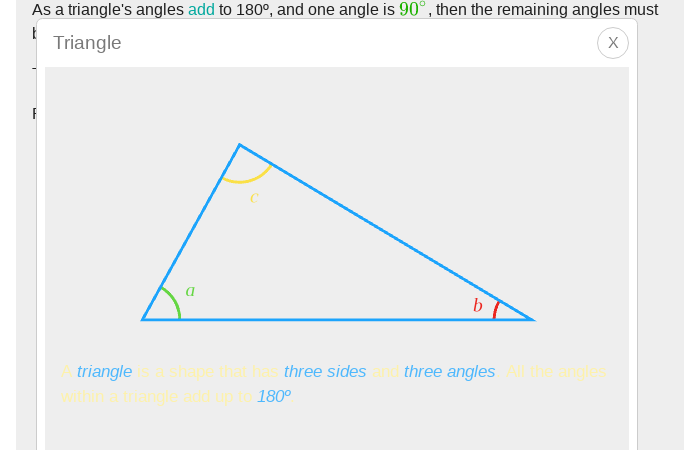 As a triangle's angles add to 180º, and one angle is 90°, then the remaining angles must
Triangle
X
c
a
b
A triangle is a shape that has three sides and three angles. All the angles
within a triangle add up to 180º